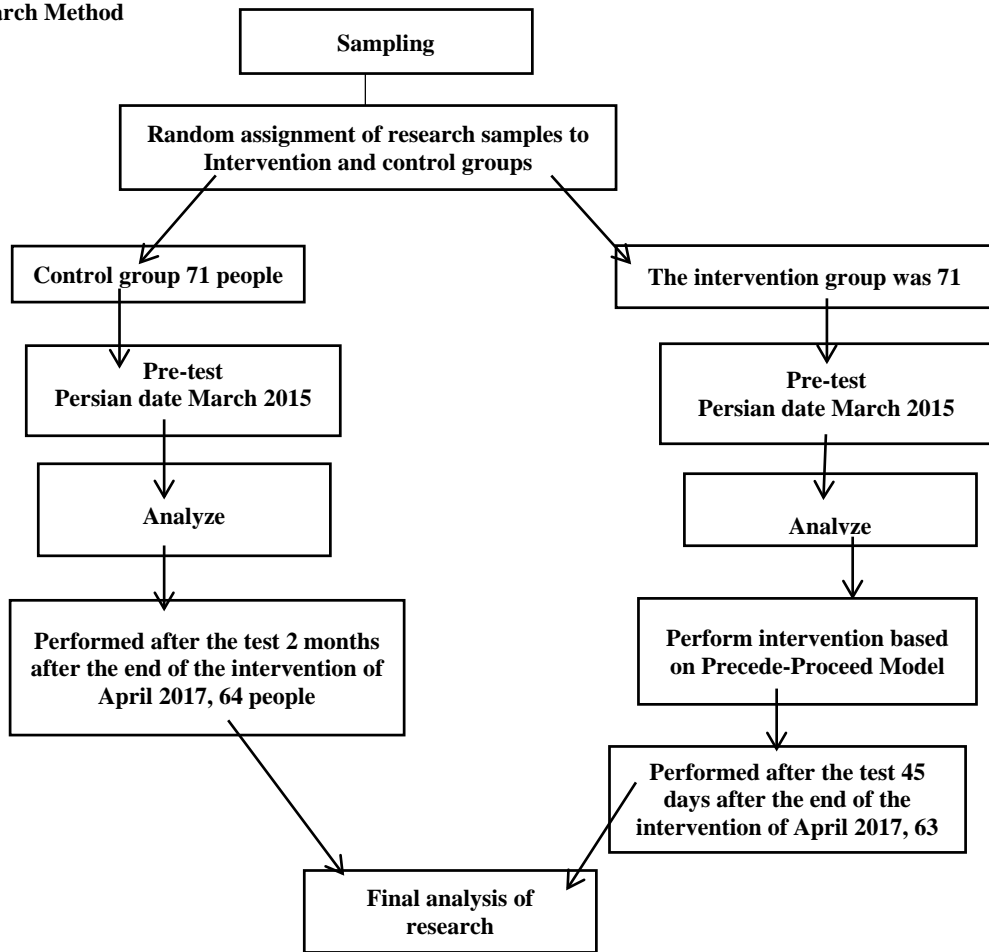 arch Method
Sampling
Random assignment of research samples to
Intervention and control groups
Control group 71 people
The intervention group was 71
Pre-test
Persian date March 2015
Pre-test
Persian date March 2015
Analyze
Analyze
Performed after the test 2 months
after the end of the intervention of
April 2017, 64 people
Perform intervention based
on Precede-Proceed Model
Performed after the test 45
days after the end of the
intervention of April 2017, 63
Final analysis of
research